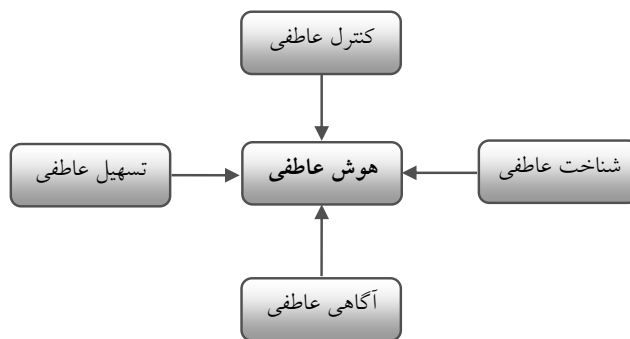 کنترل عاطفی
شناخت عاطفی
هوش عاطفی
تسهیل عاطفی
آگاهی عاطفی